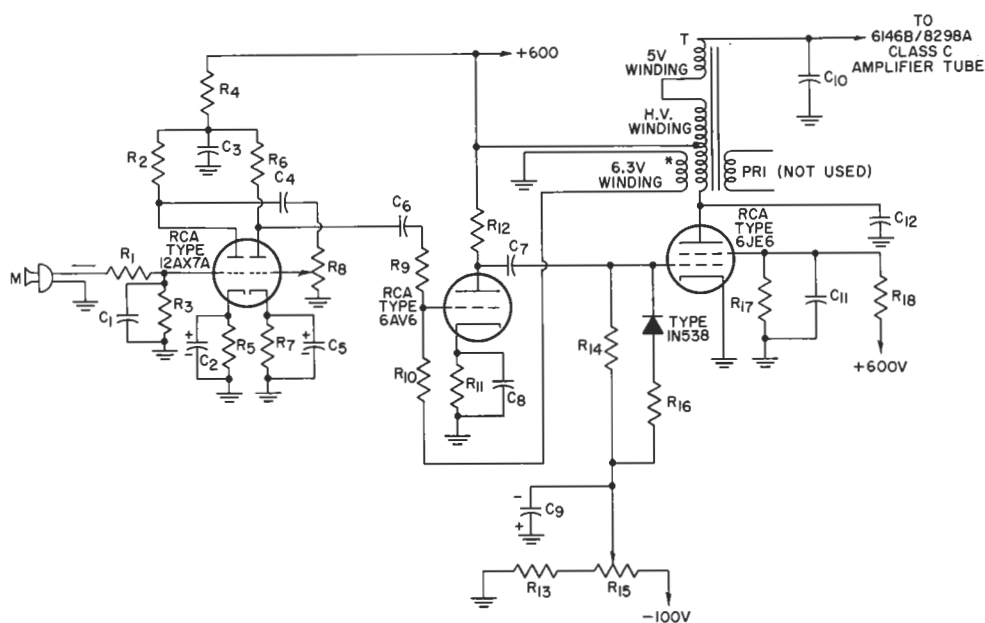 TO
6146B/8298A
CLASS C
AMPLIFIER TUBE
T
+600
5V
WINDING
C10
R4
H.V.
WINDING
R2
C3
R6
*
6.3V
WINDING
PRI (NOT USED)
C4
C6
R12
RCA
TYPE
6JE6
C12
RCA
TYPE
12AX7A
R1
M
R8
R9
C7
RCA
TYPE
6AV6
R3
C1
R17
C11
R18
TYPE
IN538
+
-
C2
R5
R7
+
-
C5
R14
R10
R11
C8
+600V
R16
-
+
C9
R13
R15
-100V